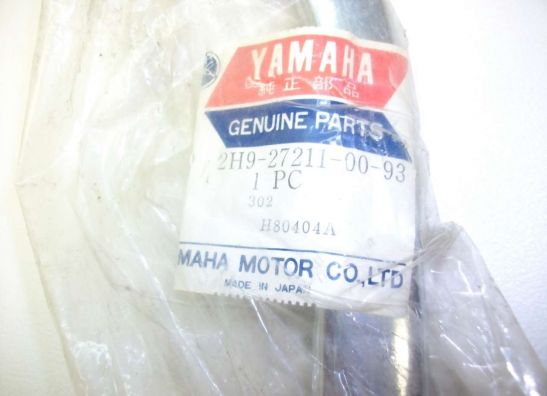 YAMAHA
純正部品
GENUINE PARTS
2H9-27211-00-93
1 PC
302
H80404A
MAHA MOTOR CO.,LTD
MADE IN JAPAN